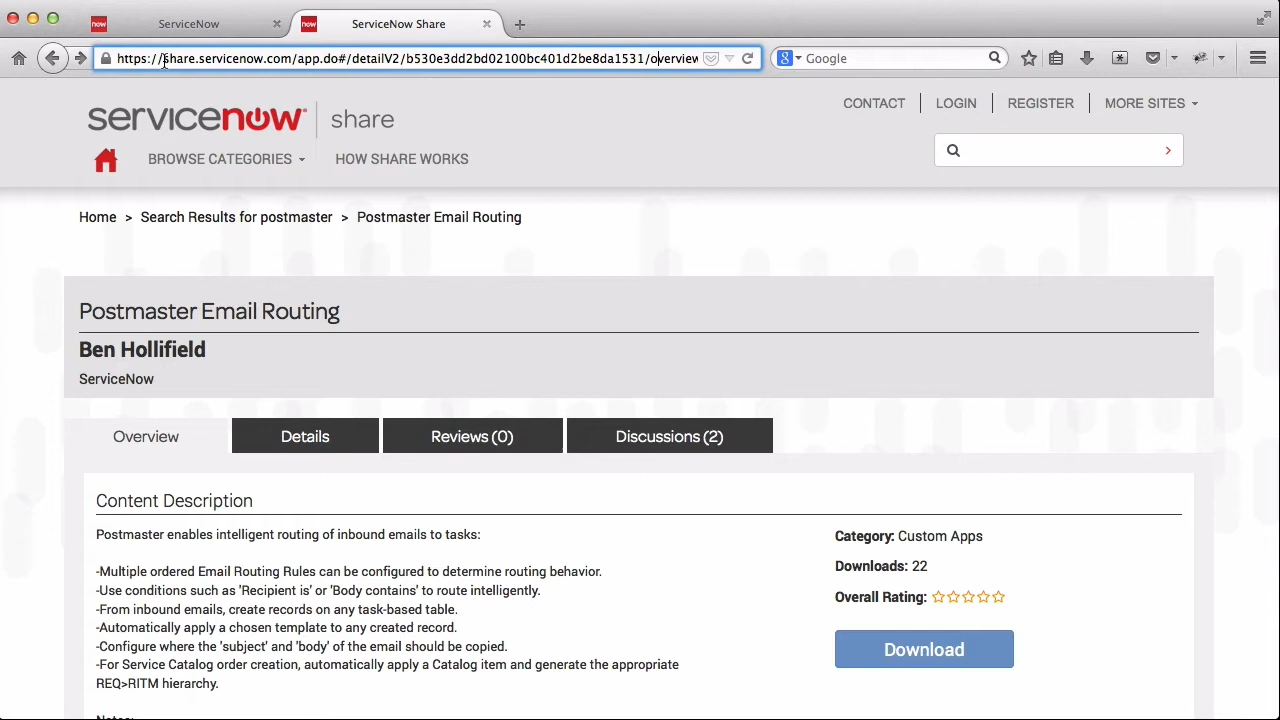 now ServiceNow
now ServiceNow Share
https://share.servicenow.com/app.do#/detailV2/b530e3dd2bd02100bc401d2be8da1531/overview
Google
servicenow share
CONTACT LOGIN REGISTER MORE SITES
BROWSE CATEGORIES HOW SHARE WORKS
Home > Search Results for postmaster > Postmaster Email Routing
Postmaster Email Routing
Ben Hollifield
ServiceNow
Overview Details Reviews (0) Discussions (2)
Content Description
Postmaster enables intelligent routing of inbound emails to tasks:
-Multiple ordered Email Routing Rules can be configured to determine routing behavior.
-Use conditions such as 'Recipient is' or 'Body contains' to route intelligently.
-From inbound emails, create records on any task-based table.
-Automatically apply a chosen template to any created record.
-Configure where the 'subject' and 'body' of the email should be copied.
-For Service Catalog order creation, automatically apply a Catalog item and generate the appropriate
REQ>RITM hierarchy.
Notes:
Category: Custom Apps
Downloads: 22
Overall Rating:
Download